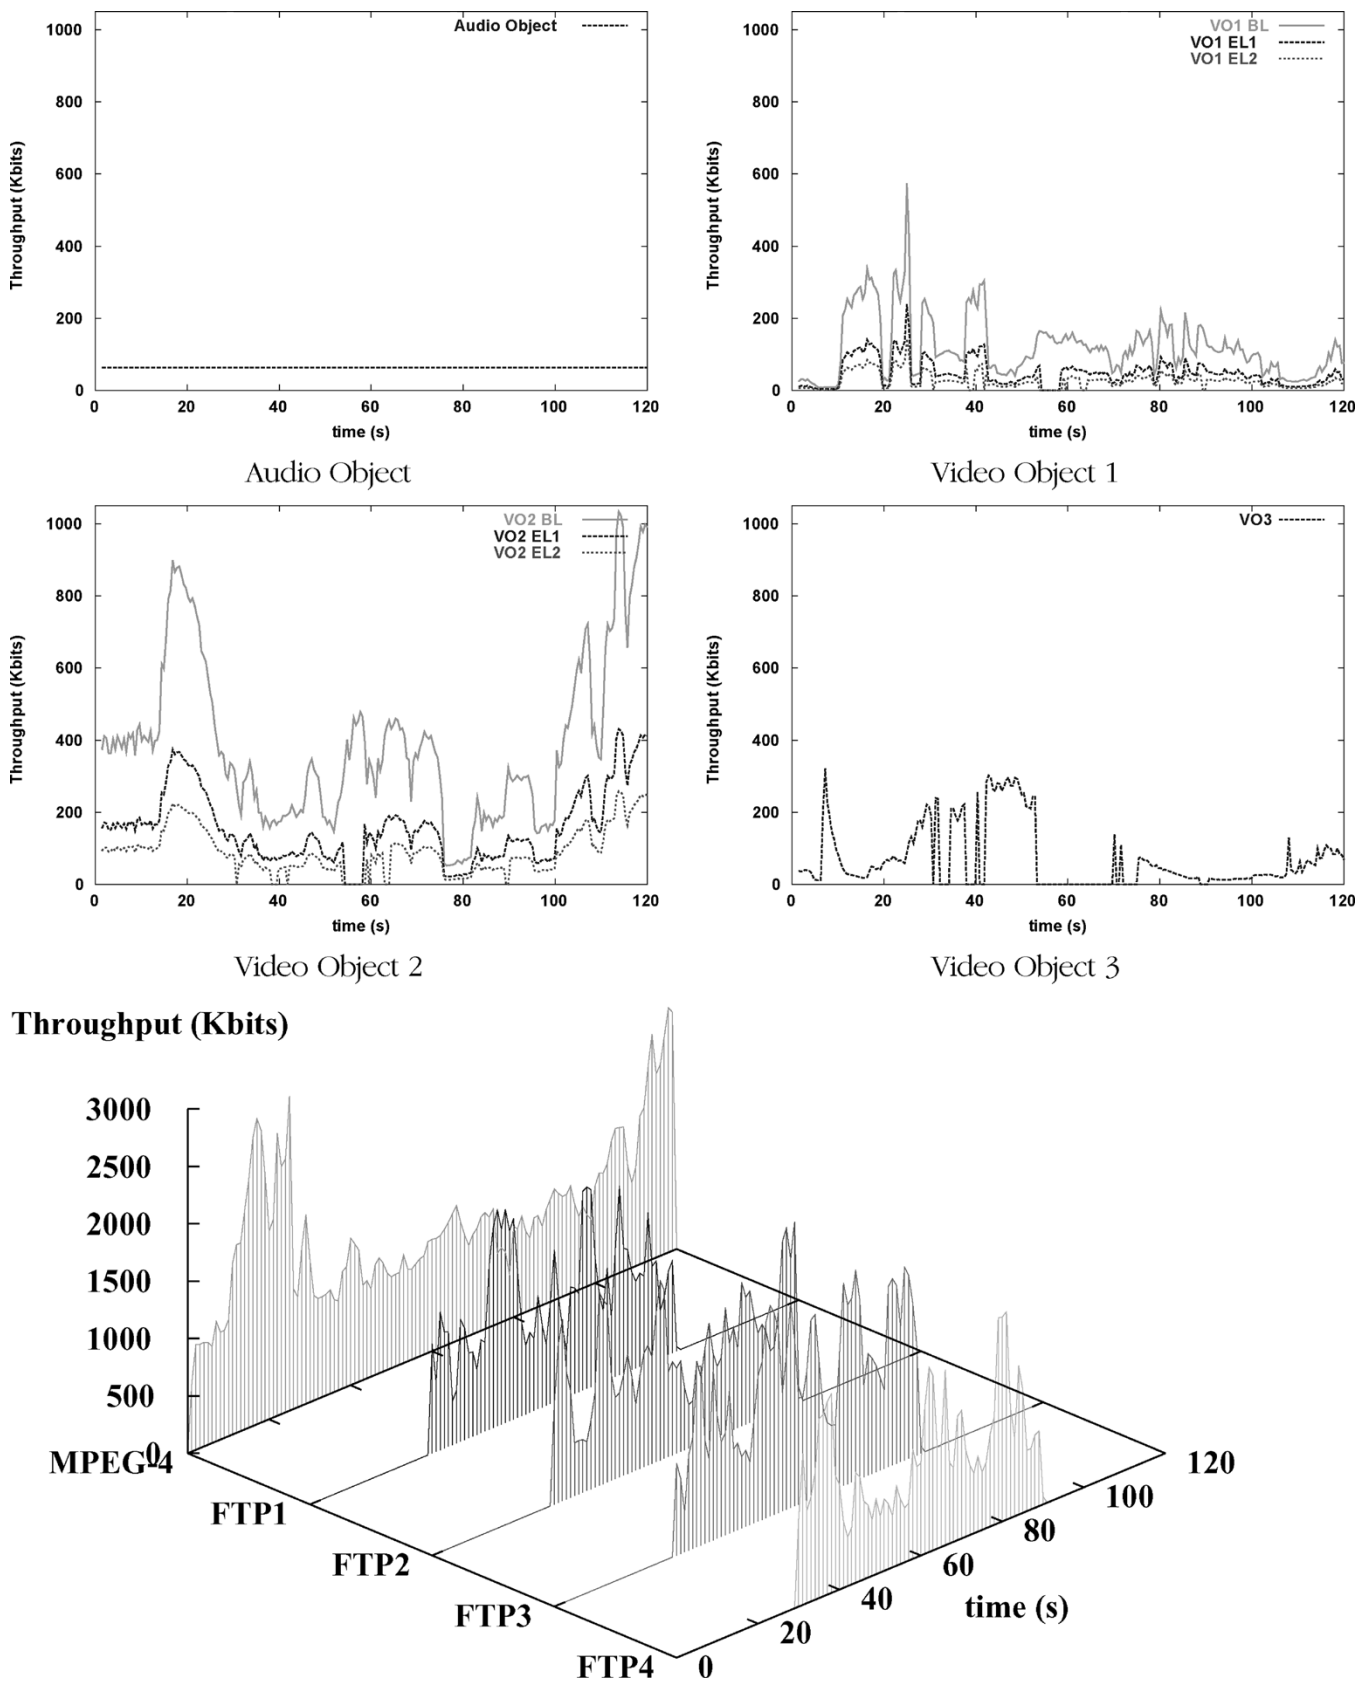 Audio Object
1000
800
600
400
200
0
Throughput (Kbits)
0 20 40 60 80 100 120
time (s)
Audio Object
VO1 BL
VO1 EL1
VO1 EL2
1000
800
600
400
200
0
Throughput (Kbits)
0 20 40 60 80 100 120
time (s)
Video Object 1
VO2 BL
VO2 EL1
VO2 EL2
1000
800
600
400
200
0
Throughput (Kbits)
0 20 40 60 80 100 120
time (s)
Video Object 2
VO3
1000
800
600
400
200
0
Throughput (Kbits)
0 20 40 60 80 100 120
time (s)
Video Object 3
Throughput (Kbits)
3000
2500
2000
1500
1000
500
0
MPEG-4
FTP1
FTP2
FTP3
FTP4
0
20
40
60
80
100
120
time (s)